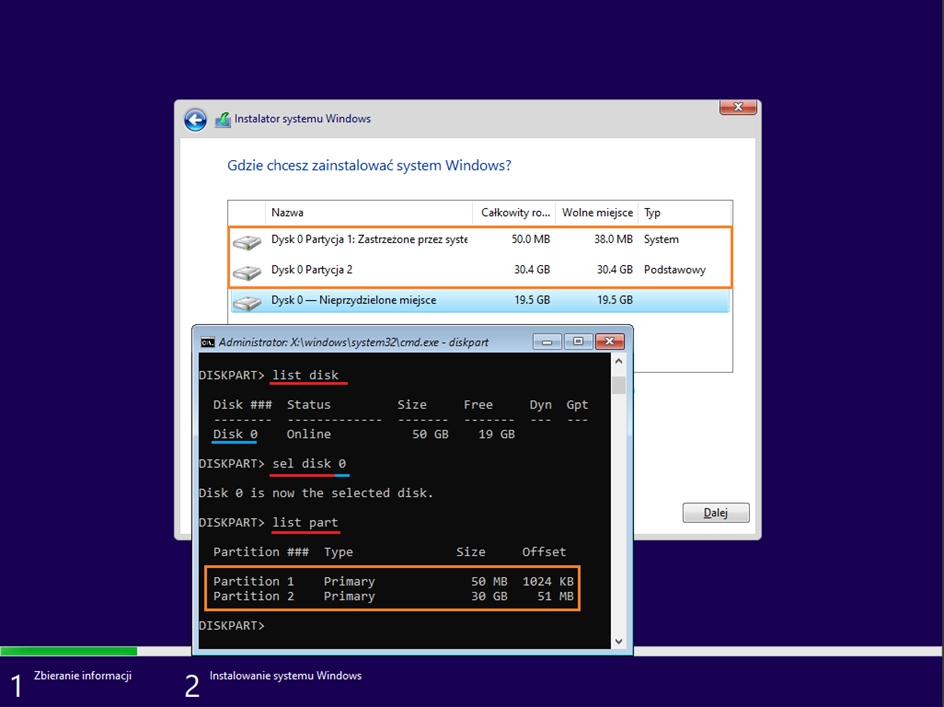 Instalator systemu Windows
Gdzie chcesz zainstalować system Windows?
Nazwa Całkowity ro... Wolne miejsce Typ
Dysk 0 Partycja 1: Zastrzeżone przez syste 50.0 MB 38.0 MB System
Dysk 0 Partycja 2 30.4 GB 30.4 GB Podstawowy
Dysk 0 — Nieprzydzielone miejsce 19.5 GB 19.5 GB
Administrator: X:\windows\system32\cmd.exe - diskpart
DISKPART> list disk
Disk ### Status Size Free Dyn Gpt
-------- ------------- ------- ------- --- ---
Disk 0 Online 50 GB 19 GB
DISKPART> sel disk 0
Disk 0 is now the selected disk.
DISKPART> list part
Partition ### Type Size Offset
Partition 1 Primary 50 MB 1024 KB
Partition 2 Primary 30 GB 51 MB
DISKPART>
Dalej
1 Zbieranie informacji
2 Instalowanie systemu Windows